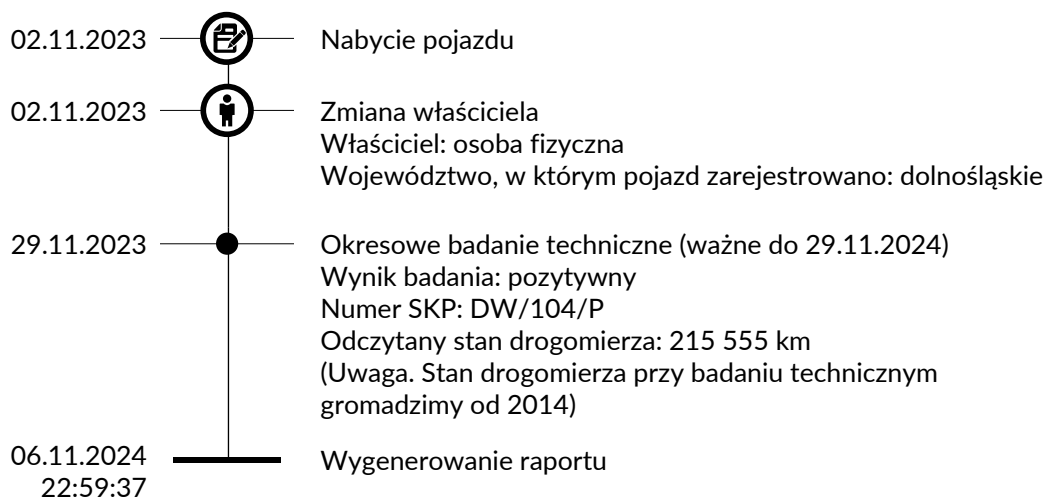 02.11.2023 Nabycie pojazdu
02.11.2023 Zmiana właściciela
Właściciel: osoba fizyczna
Województwo, w którym pojazd zarejestrowano: dolnośląskie
29.11.2023 Okresowe badanie techniczne (ważne do 29.11.2024)
Wynik badania: pozytywny
Numer SKP: DW/104/P
Odczytany stan drogomierza: 215 555 km
(Uwaga. Stan drogomierza przy badaniu technicznym
gromadzimy od 2014)
06.11.2024 Wygenerowanie raportu
22:59:37